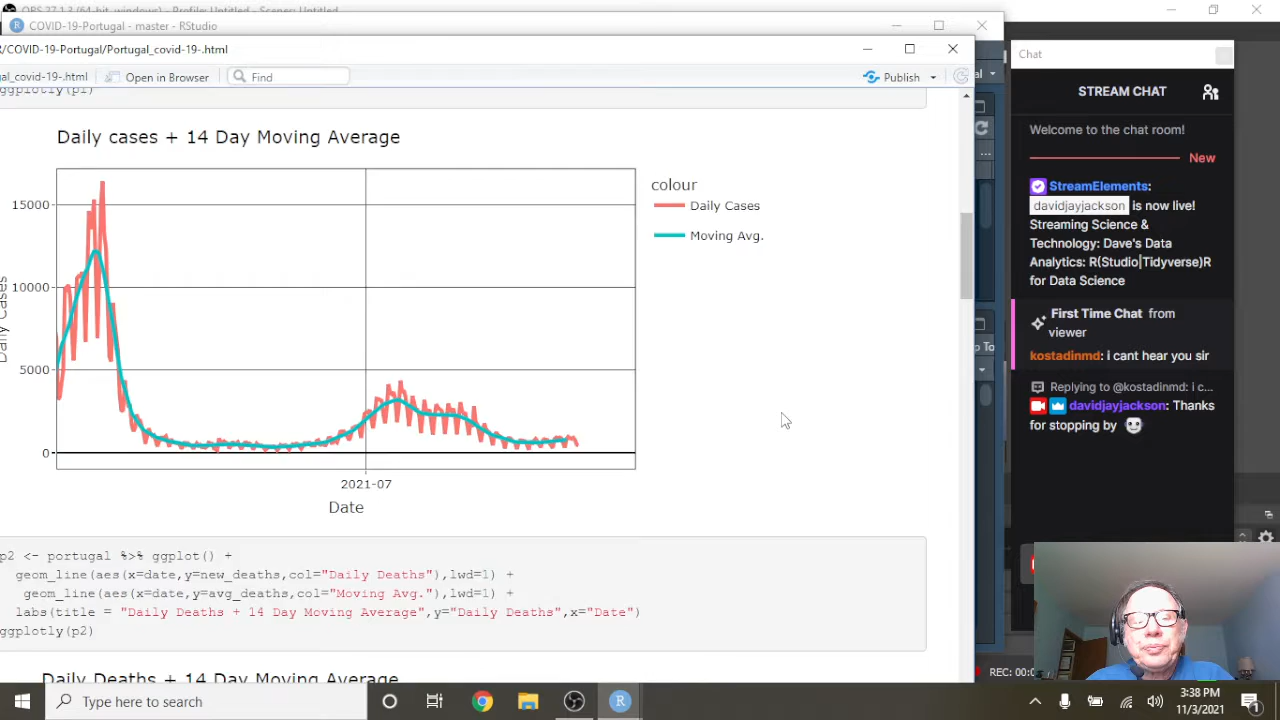 OBS 27.1.3 (64-bit, windows) - Profile: Untitled - Scenes: Untitled
COVID-19-Portugal - master - RStudio
R/COVID-19-Portugal/Portugal_covid-19-.html
al_covid-19-.html
Open in Browser
Find
Publish
ggplotly(p1)
Daily cases + 14 Day Moving Average
15000
10000
5000
0
Daily Cases
2021-07
Date
colour
Daily Cases
Moving Avg.
p2 <- portugal %>% ggplot() +
geom_line(aes(x=date,y=new_deaths,col="Daily Deaths"),lwd=1) +
geom_line(aes(x=date,y=avg_deaths,col="Moving Avg."),lwd=1) +
labs(title = "Daily Deaths + 14 Day Moving Average",y="Daily Deaths",x="Date")
ggplotly(p2)
Daily Deaths + 14 Day Moving Average
al
...
o To
Chat
STREAM CHAT
Welcome to the chat room!
New
StreamElements:
davidjayjackson is now live!
Streaming Science &
Technology: Dave's Data
Analytics: R(Studio|Tidyverse)R
for Data Science
First Time Chat from
viewer
kostadinmd: i cant hear you sir
Replying to @kostadinmd: i c...
davidjayjackson: Thanks
for stopping by
REC: 00:0
Type here to search
R
3:38 PM
11/3/2021
1